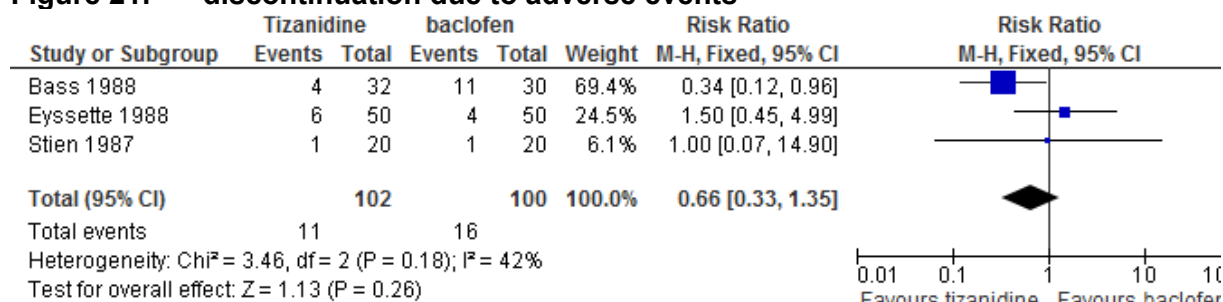 Figure 21: discontinuation due to adverse events
Tizanidine baclofen Risk Ratio Risk Ratio
Study or Subgroup Events Total Events Total Weight M-H, Fixed, 95% CI M-H, Fixed, 95% CI
Bass 1988 4 32 11 30 69.4% 0.34 [0.12, 0.96]
Eyssette 1988 6 50 4 50 24.5% 1.50 [0.45, 4.99]
Stien 1987 1 20 1 20 6.1% 1.00 [0.07, 14.90]
Total (95% CI) 102 100 100.0% 0.66 [0.33, 1.35]
Total events 11 16
Heterogeneity: Chi² = 3.46, df = 2 (P = 0.18); I² = 42%
Test for overall effect: Z = 1.13 (P = 0.26)
0.01 0.1 1 10 10
Favours tizanidine Favours baclofen